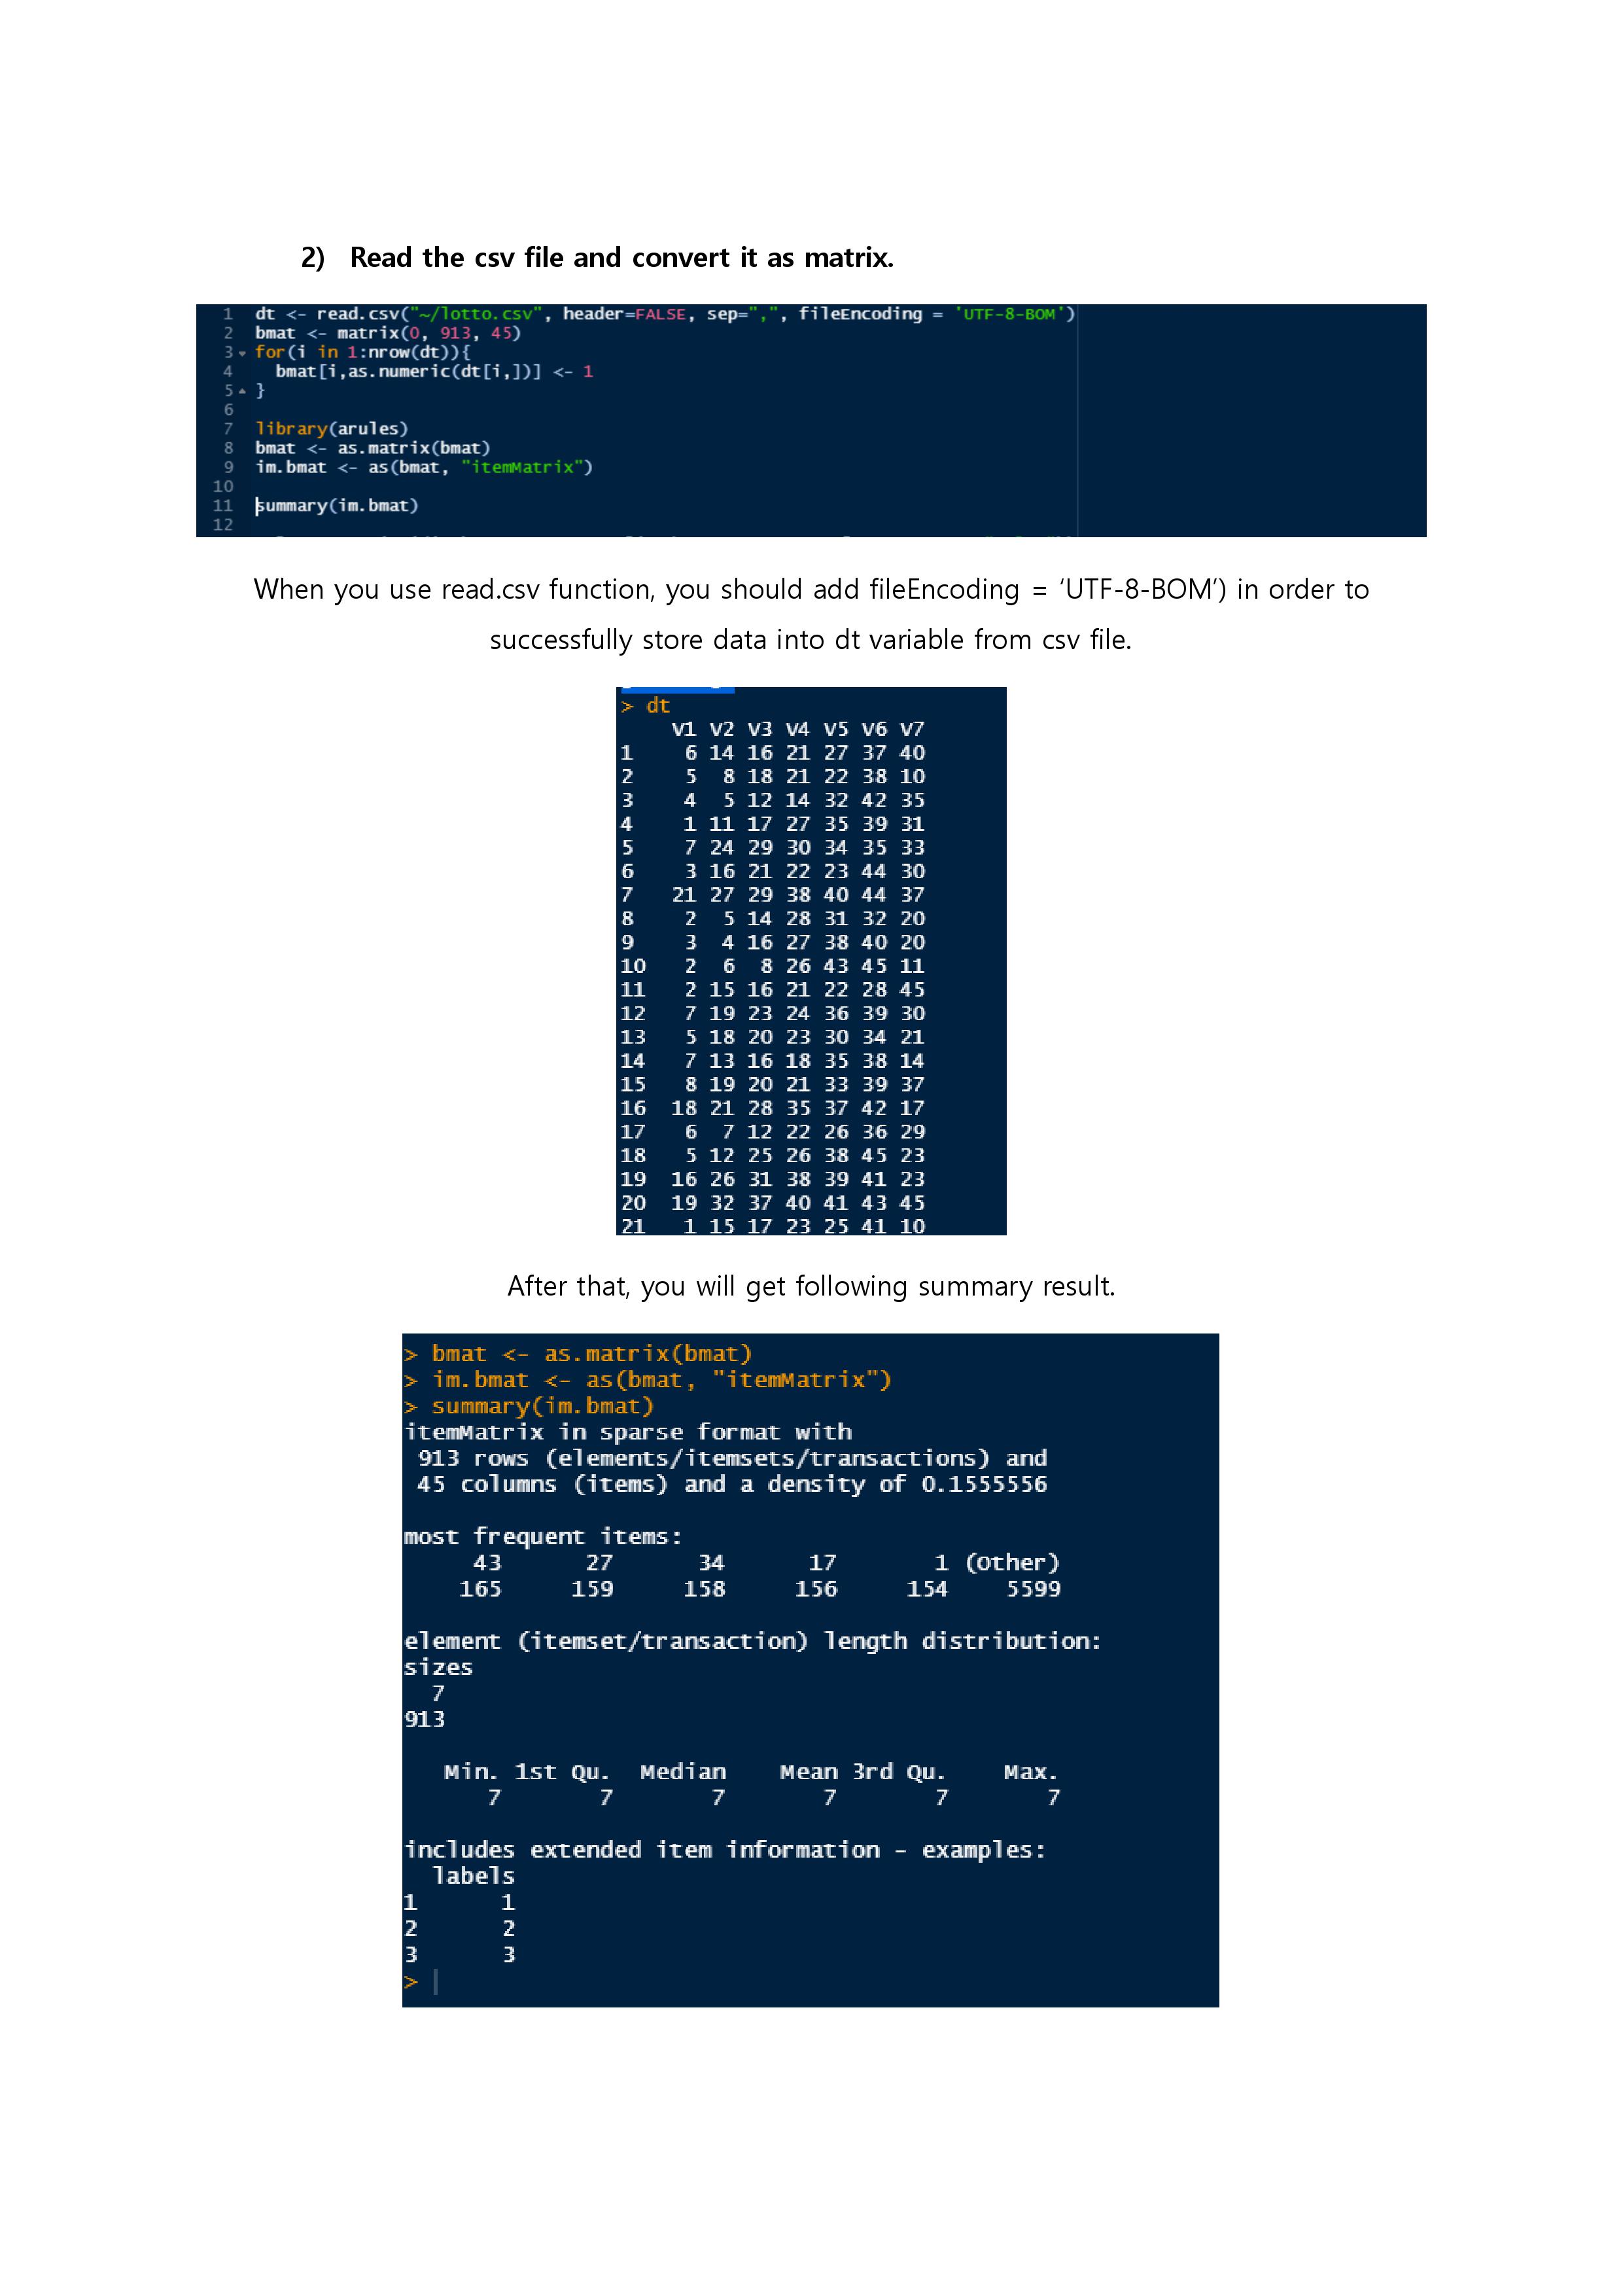 2) Read the csv file and convert it as matrix.
1 dt <- read.csv("~/lotto.csv", header=FALSE, sep=",", fileEncoding = 'UTF-8-BOM')
2 bmat <- matrix(0, 913, 45)
3 for(i in 1:nrow(dt)){
4 bmat[i,as.numeric(dt[i,])] <- 1
5 }
6
7 library(arules)
8 bmat <- as.matrix(bmat)
9 im.bmat <- as(bmat, "itemMatrix")
10
11 summary(im.bmat)
12
When you use read.csv function, you should add fileEncoding = ‘UTF-8-BOM’) in order to
successfully store data into dt variable from csv file.
> dt
V1 V2 V3 V4 V5 V6 V7
1 6 14 16 21 27 37 40
2 5 8 18 21 22 38 10
3 4 5 12 14 32 42 35
4 1 11 17 27 35 39 31
5 7 24 29 30 34 35 33
6 3 16 21 22 23 44 30
7 21 27 29 38 40 44 37
8 2 5 14 28 31 32 20
9 3 4 16 27 38 40 20
10 2 6 8 26 43 45 11
11 2 15 16 21 22 28 45
12 7 19 23 24 36 39 30
13 5 18 20 23 30 34 21
14 7 13 16 18 35 38 14
15 8 19 20 21 33 39 37
16 18 21 28 35 37 42 17
17 6 7 12 22 26 36 29
18 5 12 25 26 38 45 23
19 16 26 31 38 39 41 23
20 19 32 37 40 41 43 45
21 1 15 17 23 25 41 10
After that, you will get following summary result.
> bmat <- as.matrix(bmat)
> im.bmat <- as(bmat, "itemMatrix")
> summary(im.bmat)
itemMatrix in sparse format with
913 rows (elements/itemsets/transactions) and
45 columns (items) and a density of 0.1555556
most frequent items:
43 27 34 17 1 (Other)
165 159 158 156 154 5599
element (itemset/transaction) length distribution:
sizes
7
913
Min. 1st Qu. Median Mean 3rd Qu. Max.
7 7 7 7 7 7
includes extended item information - examples:
labels
1 1
2 2
3 3
>